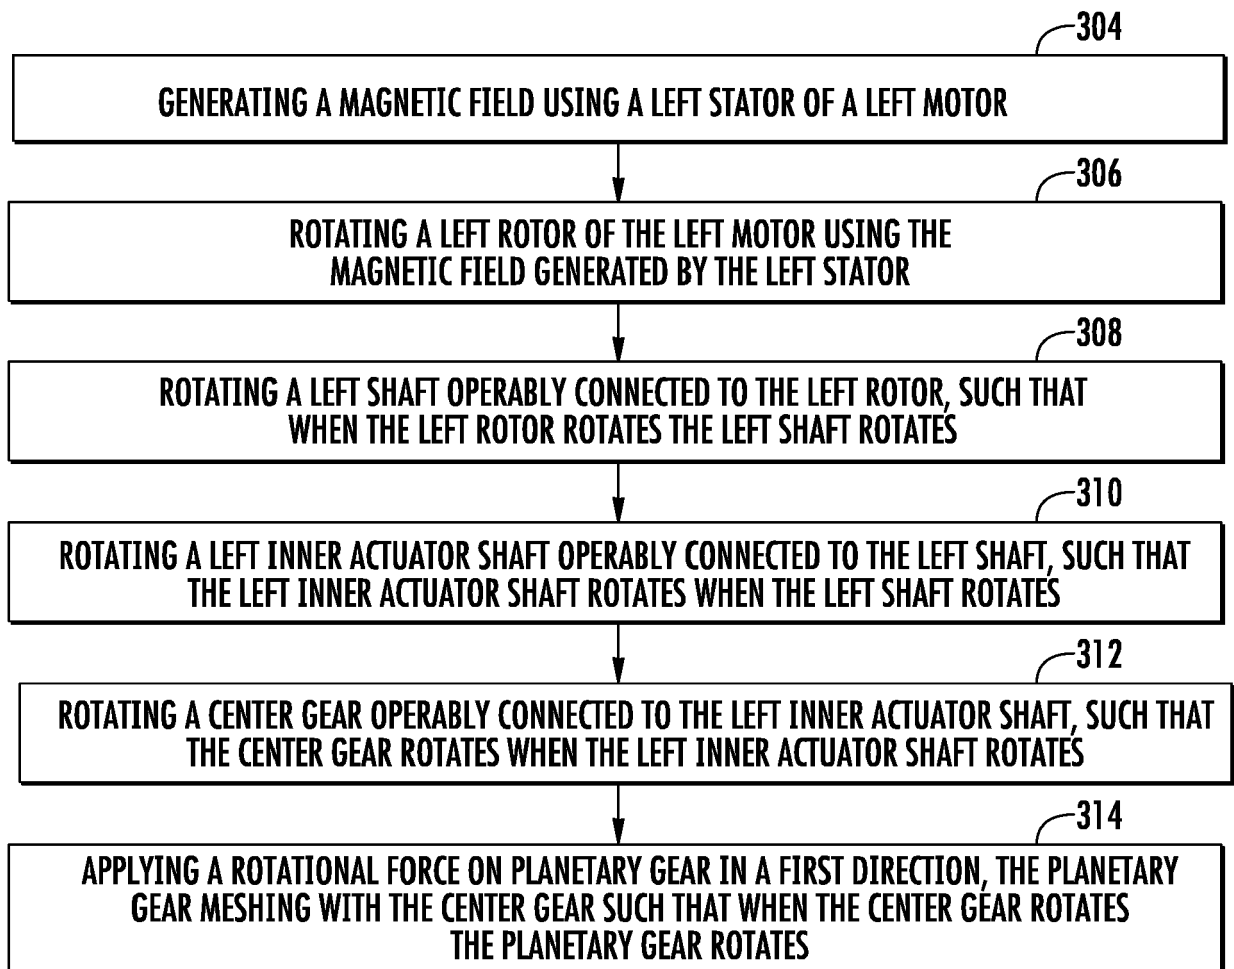 304
GENERATING A MAGNETIC FIELD USING A LEFT STATOR OF A LEFT MOTOR
306
ROTATING A LEFT ROTOR OF THE LEFT MOTOR USING THE
MAGNETIC FIELD GENERATED BY THE LEFT STATOR
308
ROTATING A LEFT SHAFT OPERABLY CONNECTED TO THE LEFT ROTOR, SUCH THAT
WHEN THE LEFT ROTOR ROTATES THE LEFT SHAFT ROTATES
310
ROTATING A LEFT INNER ACTUATOR SHAFT OPERABLY CONNECTED TO THE LEFT SHAFT, SUCH THAT
THE LEFT INNER ACTUATOR SHAFT ROTATES WHEN THE LEFT SHAFT ROTATES
312
ROTATING A CENTER GEAR OPERABLY CONNECTED TO THE LEFT INNER ACTUATOR SHAFT, SUCH THAT
THE CENTER GEAR ROTATES WHEN THE LEFT INNER ACTUATOR SHAFT ROTATES
314
APPLYING A ROTATIONAL FORCE ON PLANETARY GEAR IN A FIRST DIRECTION, THE PLANETARY
GEAR MESHING WITH THE CENTER GEAR SUCH THAT WHEN THE CENTER GEAR ROTATES
THE PLANETARY GEAR ROTATES